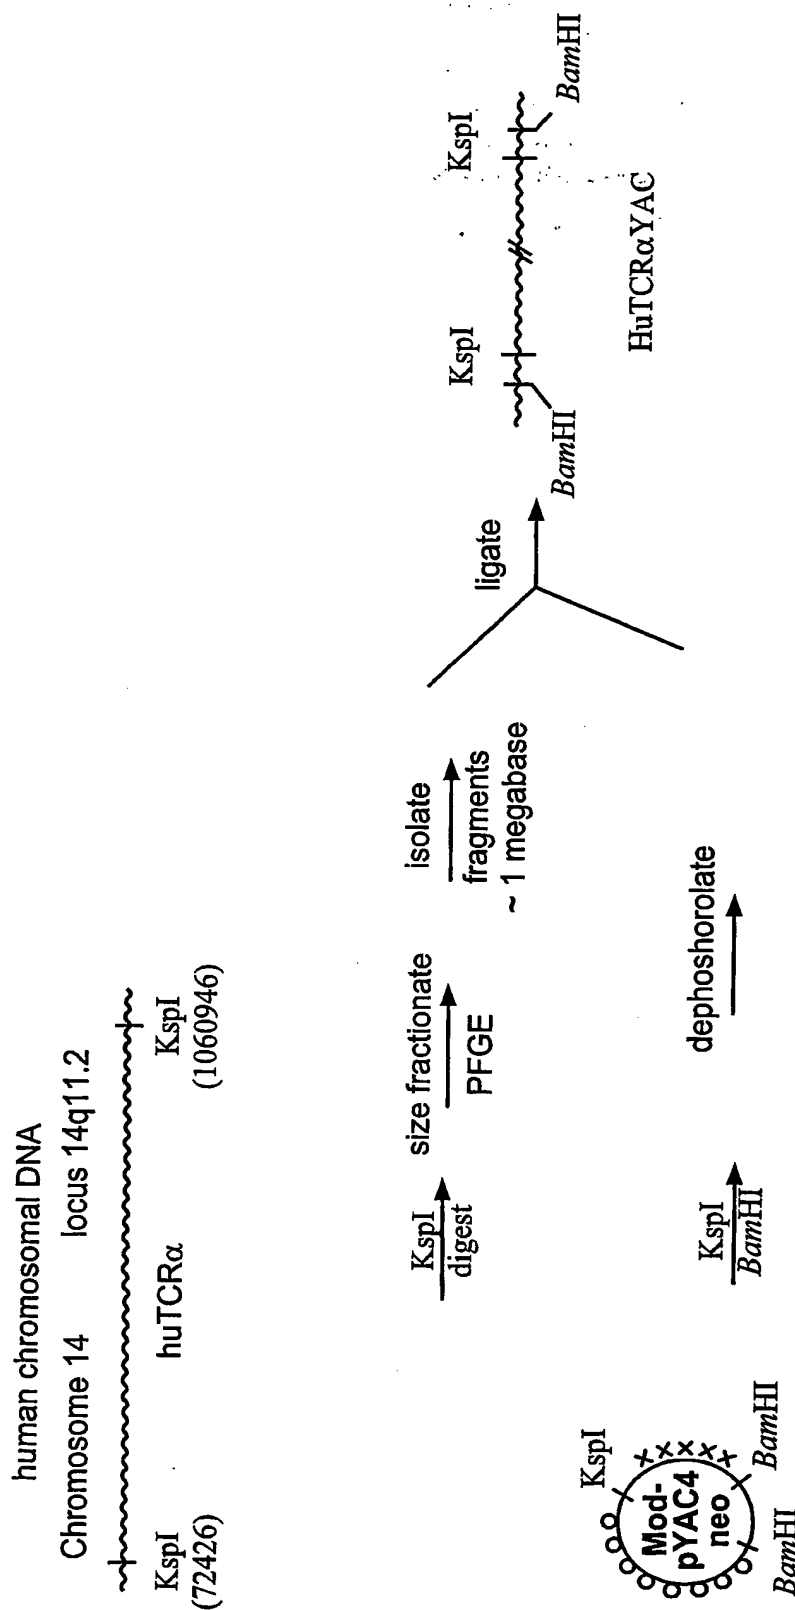 human chromosomal DNA
Chromosome 14 locus 14q11.2
KspI
(72426)
huTCRα
KspI
(1060946)
KspI
digest
size fractionate
PFGE
isolate
fragments
~ 1 megabase
ligate
KspI
KspI
BamHI
BamHI
HuTCRαYAC
KspI
Mod-
pYAC4
neo
BamHI
BamHI
KspI
BamHI
dephoshorolate